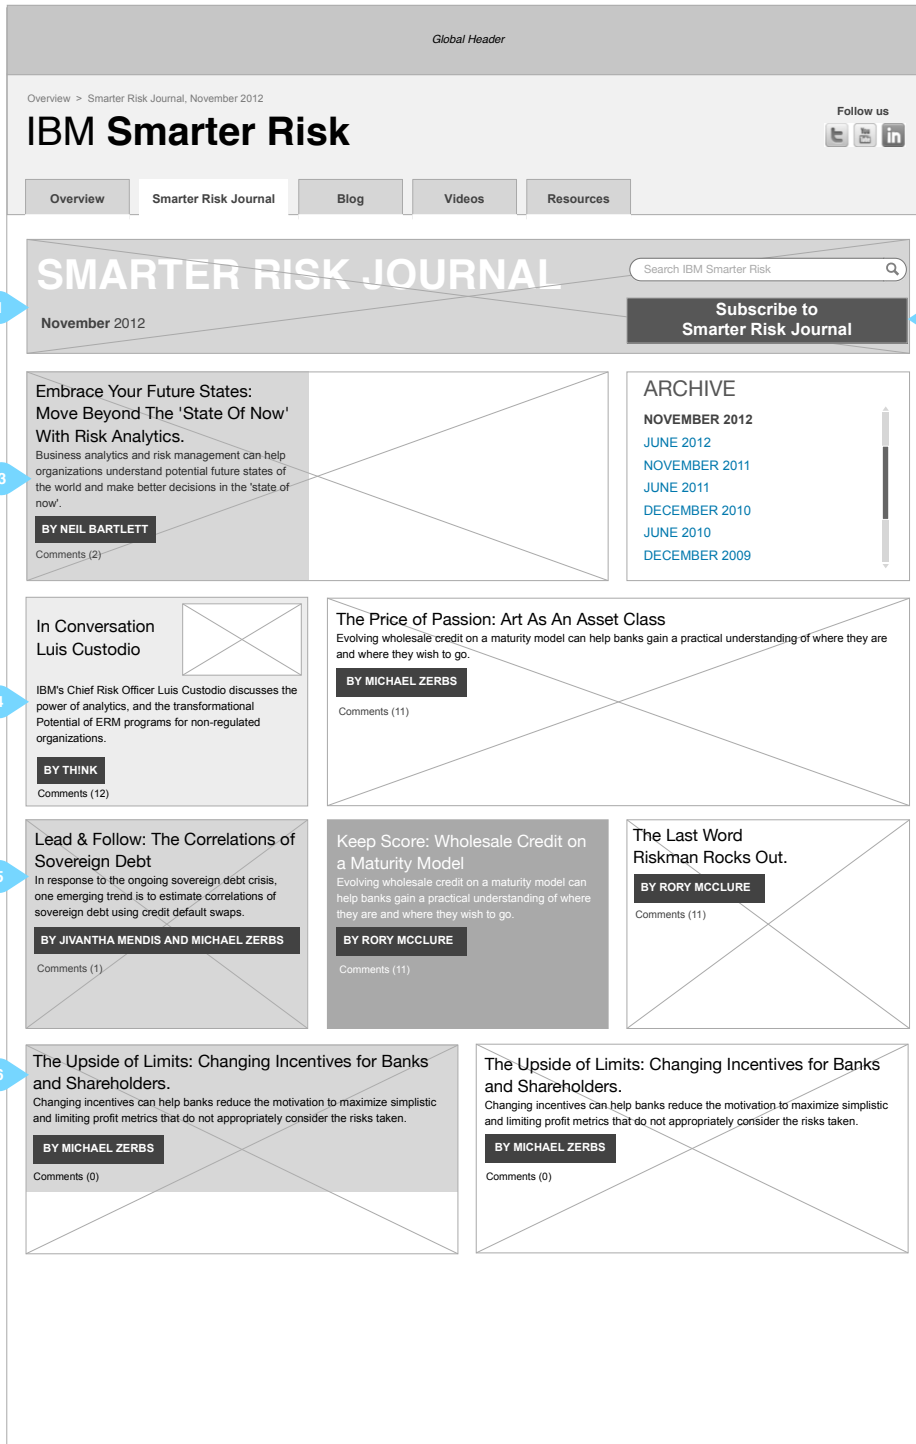 Global Header
Overview > Smarter Risk Journal, November 2012
IBM Smarter Risk
Follow us
Overview
Smarter Risk Journal
Blog
Videos
Resources
SMARTER RISK JOURNAL
November 2012
Search IBM Smarter Risk
Subscribe to
Smarter Risk Journal
1
Embrace Your Future States:
Move Beyond The 'State Of Now'
With Risk Analytics.
Business analytics and risk management can help
organizations understand potential future states of
the world and make better decisions in the 'state of
now'.
BY NEIL BARTLETT
Comments (2)
3
ARCHIVE
NOVEMBER 2012
JUNE 2012
NOVEMBER 2011
JUNE 2011
DECEMBER 2010
JUNE 2010
DECEMBER 2009
In Conversation
Luis Custodio
IBM's Chief Risk Officer Luis Custodio discusses the
power of analytics, and the transformational
Potential of ERM programs for non-regulated
organizations.
BY TH!NK
Comments (12)
4
The Price of Passion: Art As An Asset Class
Evolving wholesale credit on a maturity model can help banks gain a practical understanding of where they are
and where they wish to go.
BY MICHAEL ZERBS
Comments (11)
Lead & Follow: The Correlations of
Sovereign Debt
In response to the ongoing sovereign debt crisis,
one emerging trend is to estimate correlations of
sovereign debt using credit default swaps.
BY JIVANTHA MENDIS AND MICHAEL ZERBS
Comments (1)
5
Keep Score: Wholesale Credit on
a Maturity Model
Evolving wholesale credit on a maturity model can
help banks gain a practical understanding of where
they are and where they wish to go.
BY RORY MCCLURE
Comments (11)
The Last Word
Riskman Rocks Out.
BY RORY MCCLURE
Comments (11)
6
The Upside of Limits: Changing Incentives for Banks
and Shareholders.
Changing incentives can help banks reduce the motivation to maximize simplistic
and limiting profit metrics that do not appropriately consider the risks taken.
BY MICHAEL ZERBS
Comments (0)
The Upside of Limits: Changing Incentives for Banks
and Shareholders.
Changing incentives can help banks reduce the motivation to maximize simplistic
and limiting profit metrics that do not appropriately consider the risks taken.
BY MICHAEL ZERBS
Comments (0)